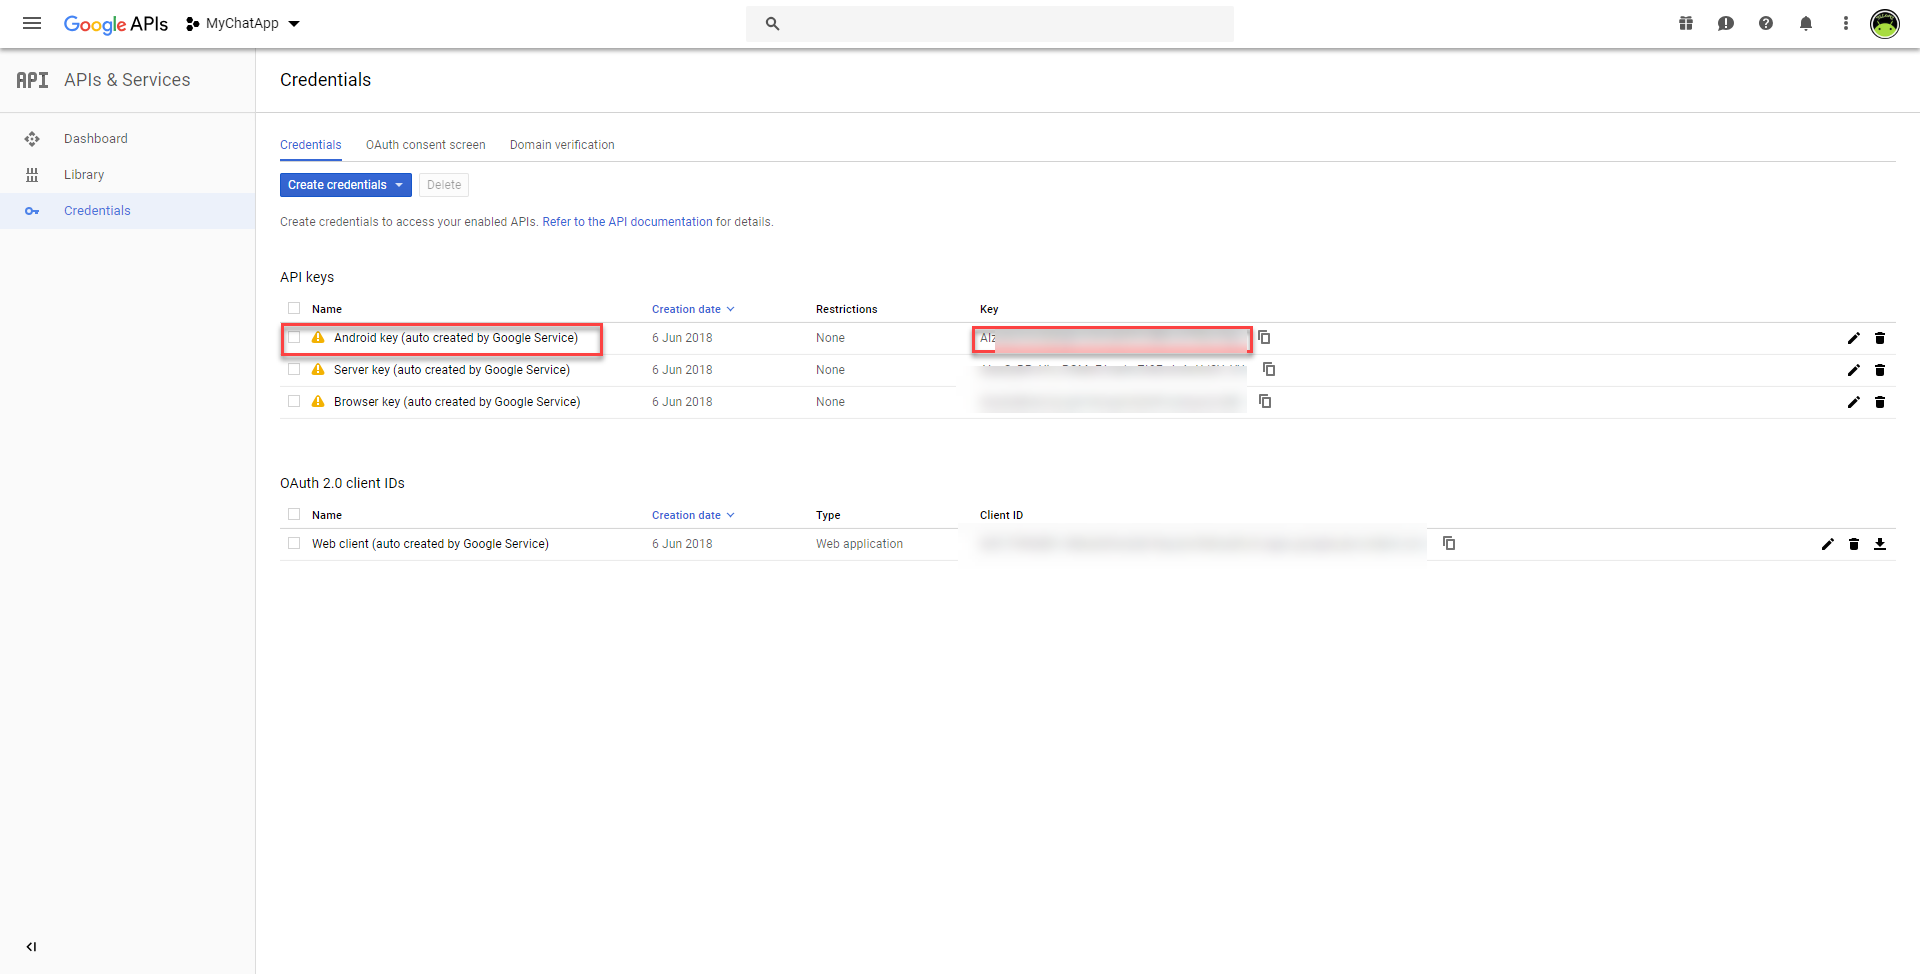 Google APIs MyChatApp
API APIs & Services
Credentials
Dashboard
Library
Credentials
Credentials OAuth consent screen Domain verification
Create credentials Delete
Create credentials to access your enabled APIs. Refer to the API documentation for details.
API keys
Name Creation date Restrictions Key
Android key (auto created by Google Service) 6 Jun 2018 None AIz
Server key (auto created by Google Service) 6 Jun 2018 None
Browser key (auto created by Google Service) 6 Jun 2018 None
OAuth 2.0 client IDs
Name Creation date Type Client ID
Web client (auto created by Google Service) 6 Jun 2018 Web application